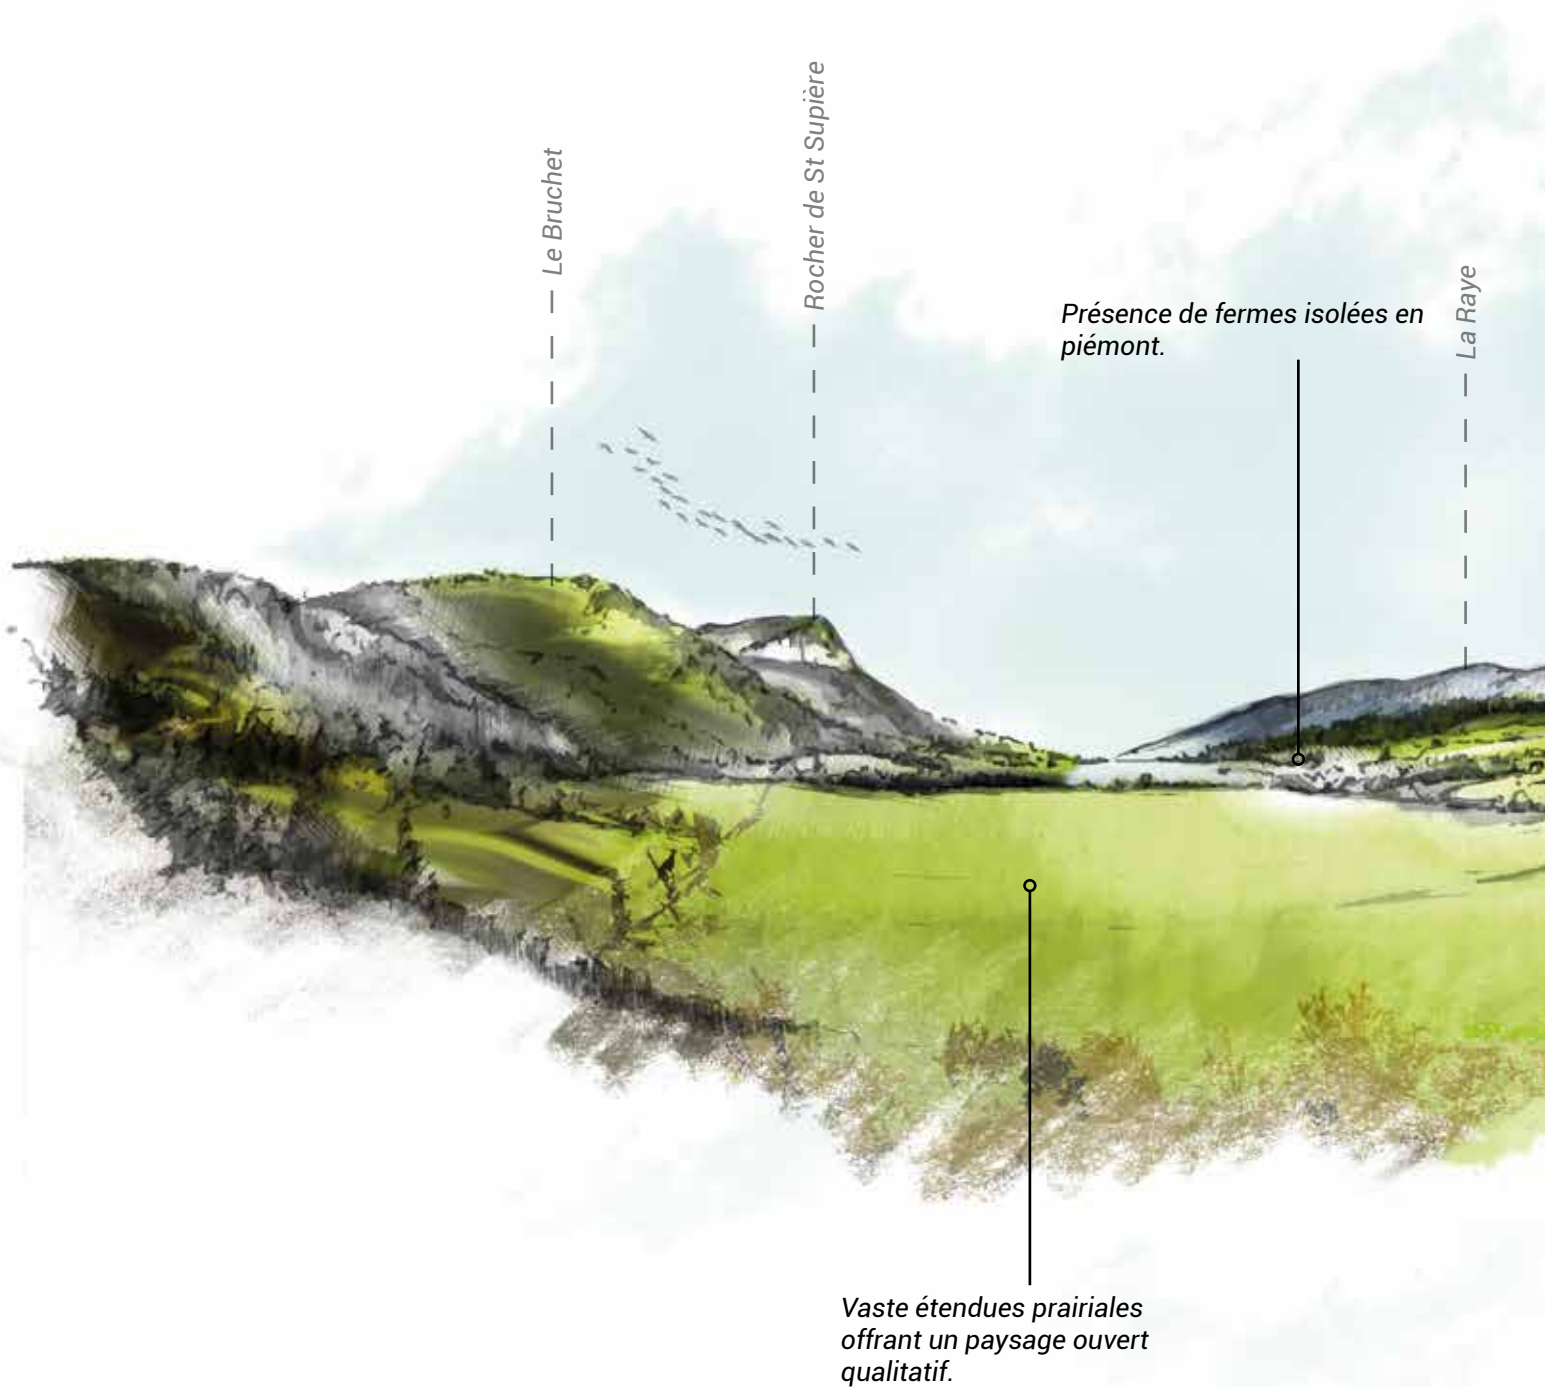 Le Bruchet
Rocher de St Supière
La Raye
Présence de fermes isolées en
piémont.
Vaste étendues prairiales
offrant un paysage ouvert
qualitatif.